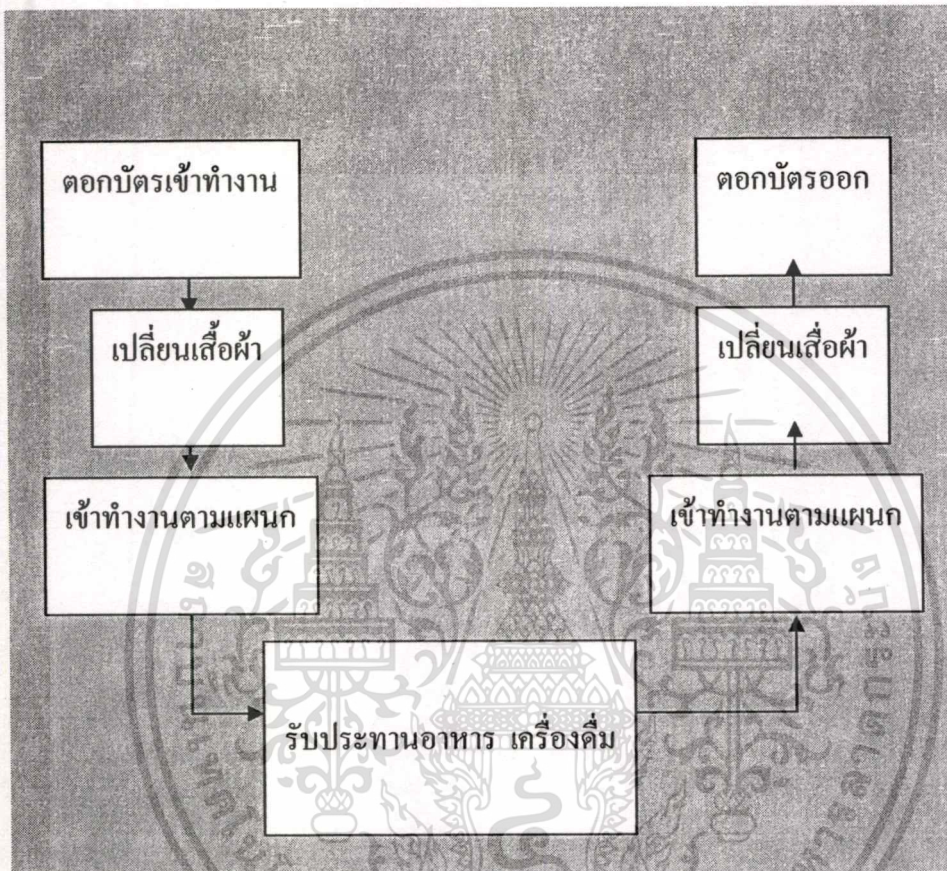 ตอกบัตรเข้าทำงาน
เปลี่ยนเสื้อผ้า
เข้าทำงานตามแผนก
รับประทานอาหาร เครื่องดื่ม
เข้าทำงานตามแผนก
เปลี่ยนเสื้อผ้า
ตอกบัตรออก